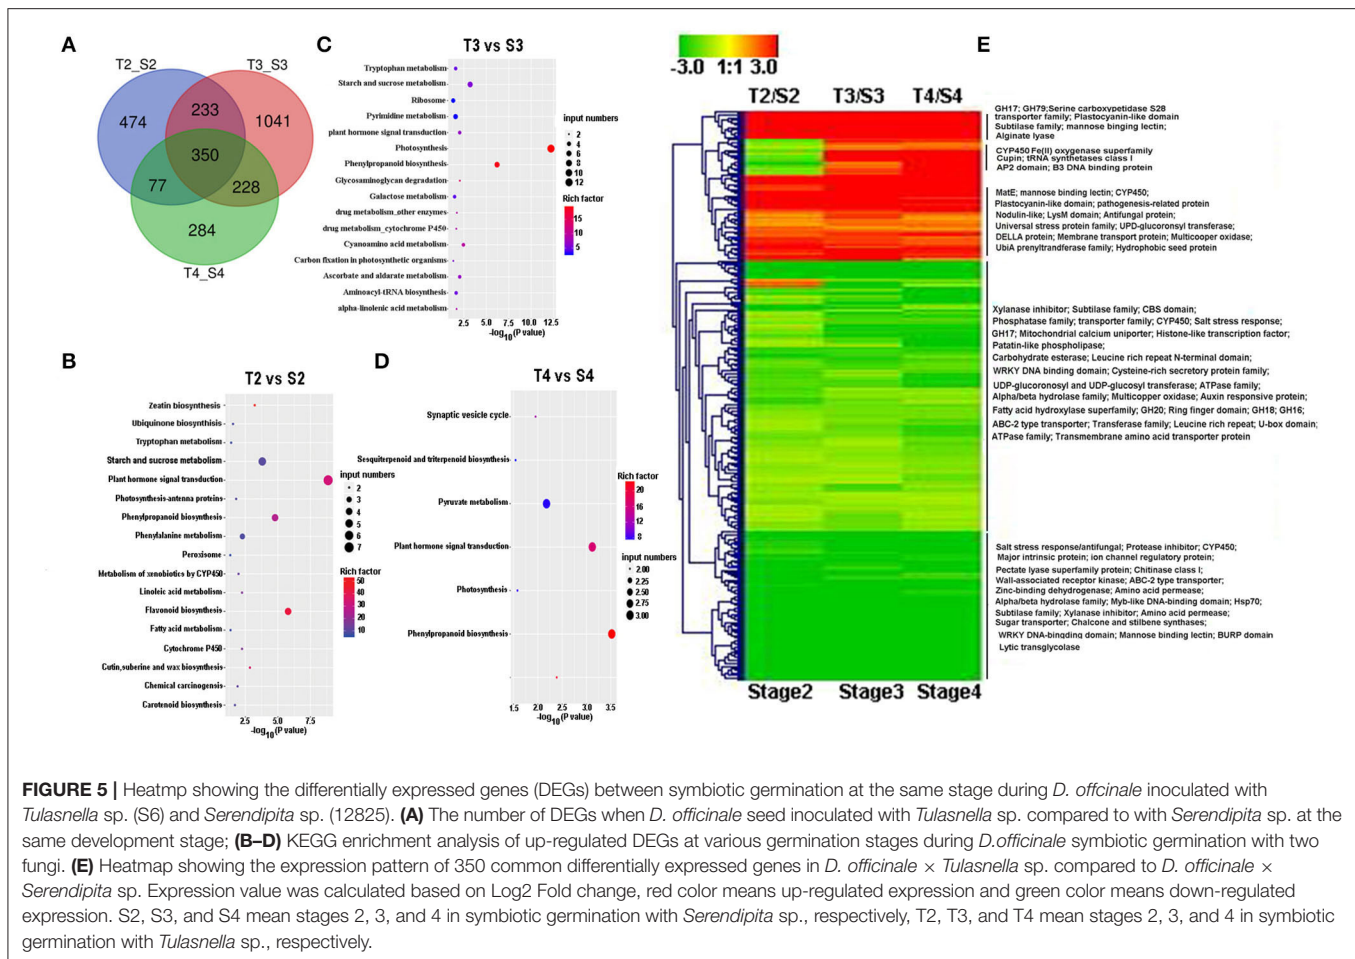 A
T2_S2
T3_S3
474
233
1041
350
77
228
284
T4_S4
C
T3 vs S3
Tryptophan metabolism
Starch and sucrose metabolism
Ribosome
Pyrimidine metabolism
plant hormone signal transduction
Photosynthesis
Phenylpropanoid biosynthesis
Glycosaminoglycan degradation
Galactose metabolism
drug metabolism_other enzymes
drug metabolism_cytochrome P450
Cyanoamino acid metabolism
Carbon fixation in photosynthetic organisms
Ascorbate and aldarate metabolism
Aminoacyl-tRNA biosynthesis
alpha-linolenic acid metabolism
2.5 5.0 7.5 10.0 12.5
-log10(P value)
input numbers
2
4
6
8
10
12
Rich factor
15
10
5
B
T2 vs S2
Zeatin biosynthesis
Ubiquinone biosynthisis
Tryptophan metabolism
Starch and sucrose metabolism
Plant hormone signal transduction
Photosynthesis-antenna proteins
Phenylpropanoid biosynthesis
Phenylalanine metabolism
Peroxisome
Metabolism of xenobiotics by CYP450
Linoleic acid metabolism
Flavonoid biosynthesis
Fatty acid metabolism
Cytochrome P450
Cutin,suberine and wax biosynthesis
Chemical carcinogensis
Carotenoid biosynthesis
2.5 5.0 7.5
-log10(P value)
input numbers
2
3
4
5
6
7
Rich factor
50
40
30
20
10
D
T4 vs S4
Synaptic vesicle cycle
Sesquiterpenoid and triterpenoid biosynthesis
Pyruvate metabolism
Plant hormone signal transduction
Photosynthesis
Phenylpropanoid biosynthesis
1.5 2.0 2.5 3.0 3.5
-log10(P value)
Rich factor
20
16
12
8
input numbers
2.00
2.25
2.50
2.75
3.00
E
-3.0 1:1 3.0
T2/S2 T3/S3 T4/S4
GH17; GH79;Serine carboxypetidase S28
transporter family; Plastocyanin-like domain
Subtilase family; mannose binging lectin;
Alginate lyase
CYP450 Fe(II) oxygenase superfamily
Cupin; tRNA synthetases class I
AP2 domain; B3 DNA binding protein
MatE; mannose binding lectin; CYP450;
Plastocyanin-like domain; pathogenesis-related protein
Nodulin-like; LysM domain; Antifungal protein;
Universal stress protein family; UPD-glucoronsyl transferase;
DELLA protein; Membrane transport protein; Multicooper oxidase;
UbiA prenyltrandferase family; Hydrophobic seed protein
Xylanase inhibitor; Subtilase family; CBS domain;
Phosphatase family; transporter family; CYP450; Salt stress response;
GH17; Mitochondrial calcium uniporter; Histone-like transcription factor;
Patatin-like phospholipase;
Carbohydrate esterase; Leucine rich repeat N-terminal domain;
WRKY DNA binding domain; Cysteine-rich secretory protein family;
UDP-glucoronosyl and UDP-glucosyl transferase; ATPase family;
Alpha/beta hydrolase family; Multicopper oxidase; Auxin responsive protein;
Fatty acid hydroxylase superfamily; GH20; Ring finger domain; GH18; GH16;
ABC-2 type transporter; Transferase family; Leucine rich repeat; U-box domain;
ATPase family; Transmembrane amino acid transporter protein
Salt stress response/antifungal; Protease inhibitor; CYP450;
Major intrinsic protein; ion channel regulatory protein;
Pectate lyase superfamily protein; Chitinase class I;
Wall-associated receptor kinase; ABC-2 type transporter;
Zinc-binding dehydrogenase; Amino acid permease;
Alpha/beta hydrolase family; Myb-like DNA-binding domain; Hsp70;
Subtilase family; Xylanase inhibitor; Amino acid permease;
Sugar transporter; Chalcone and stilbene synthases;
WRKY DNA-bingding domain; Mannose binding lectin; BURP domain
Lytic transglycolase
Stage2 Stage3 Stage4
FIGURE 5 | Heatmp showing the differentially expressed genes (DEGs) between symbiotic germination at the same stage during D. offcinale inoculated with
Tulasnella sp. (S6) and Serendipita sp. (12825). (A) The number of DEGs when D. officinale seed inoculated with Tulasnella sp. compared to with Serendipita sp. at the
same development stage; (B–D) KEGG enrichment analysis of up-regulated DEGs at various germination stages during D.officinale symbiotic germination with two
fungi. (E) Heatmap showing the expression pattern of 350 common differentially expressed genes in D. officinale × Tulasnella sp. compared to D. officinale ×
Serendipita sp. Expression value was calculated based on Log2 Fold change, red color means up-regulated expression and green color means down-regulated
expression. S2, S3, and S4 mean stages 2, 3, and 4 in symbiotic germination with Serendipita sp., respectively, T2, T3, and T4 mean stages 2, 3, and 4 in symbiotic
germination with Tulasnella sp., respectively.